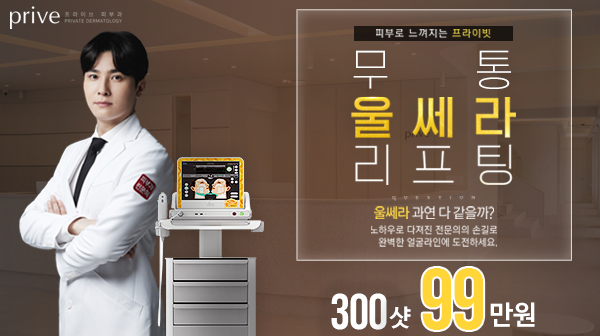 prive 프라이브 피부과
PRIVATE DERMATOLOGY
피부로 느껴지는 프라이빗
무 통
울 쎄 라
리 프 팅
QUESTION
울쎄라 과연 다 같을까?
노하우로 다져진 전문의의 손길로
완벽한 얼굴라인에 도전하세요.
300샷 99만원